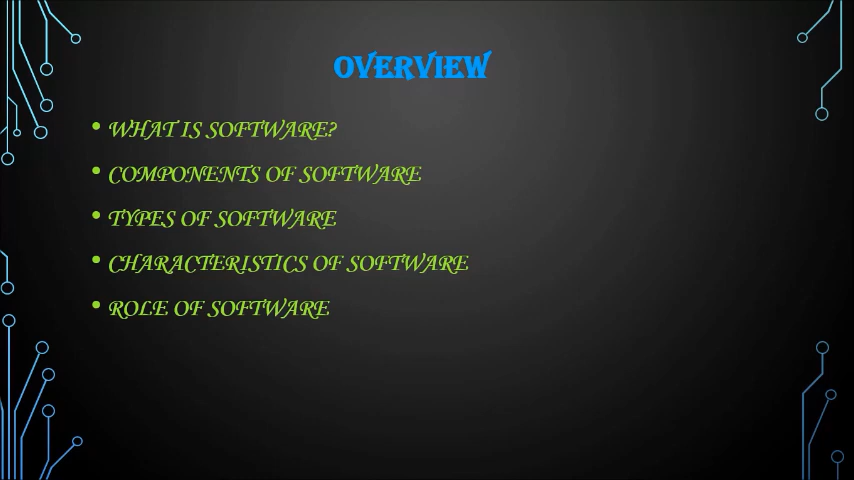 OVERVIEW
• WHAT IS SOFTWARE?
• COMPONENTS OF SOFTWARE
• TYPES OF SOFTWARE
• CHARACTERISTICS OF SOFTWARE
• ROLE OF SOFTWARE